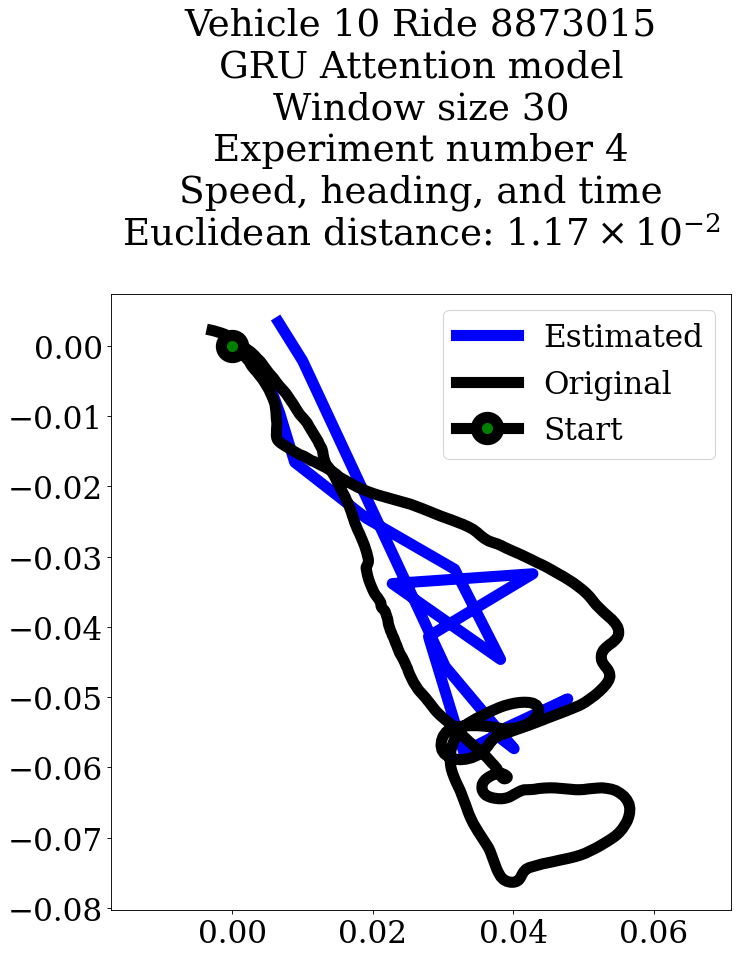 Vehicle 10 Ride 8873015
GRU Attention model
Window size 30
Experiment number 4
Speed, heading, and time
Euclidean distance: 1.17 × 10⁻²
Estimated
Original
Start
0.00
−0.01
−0.02
−0.03
−0.04
−0.05
−0.06
−0.07
−0.08
0.00 0.02 0.04 0.06